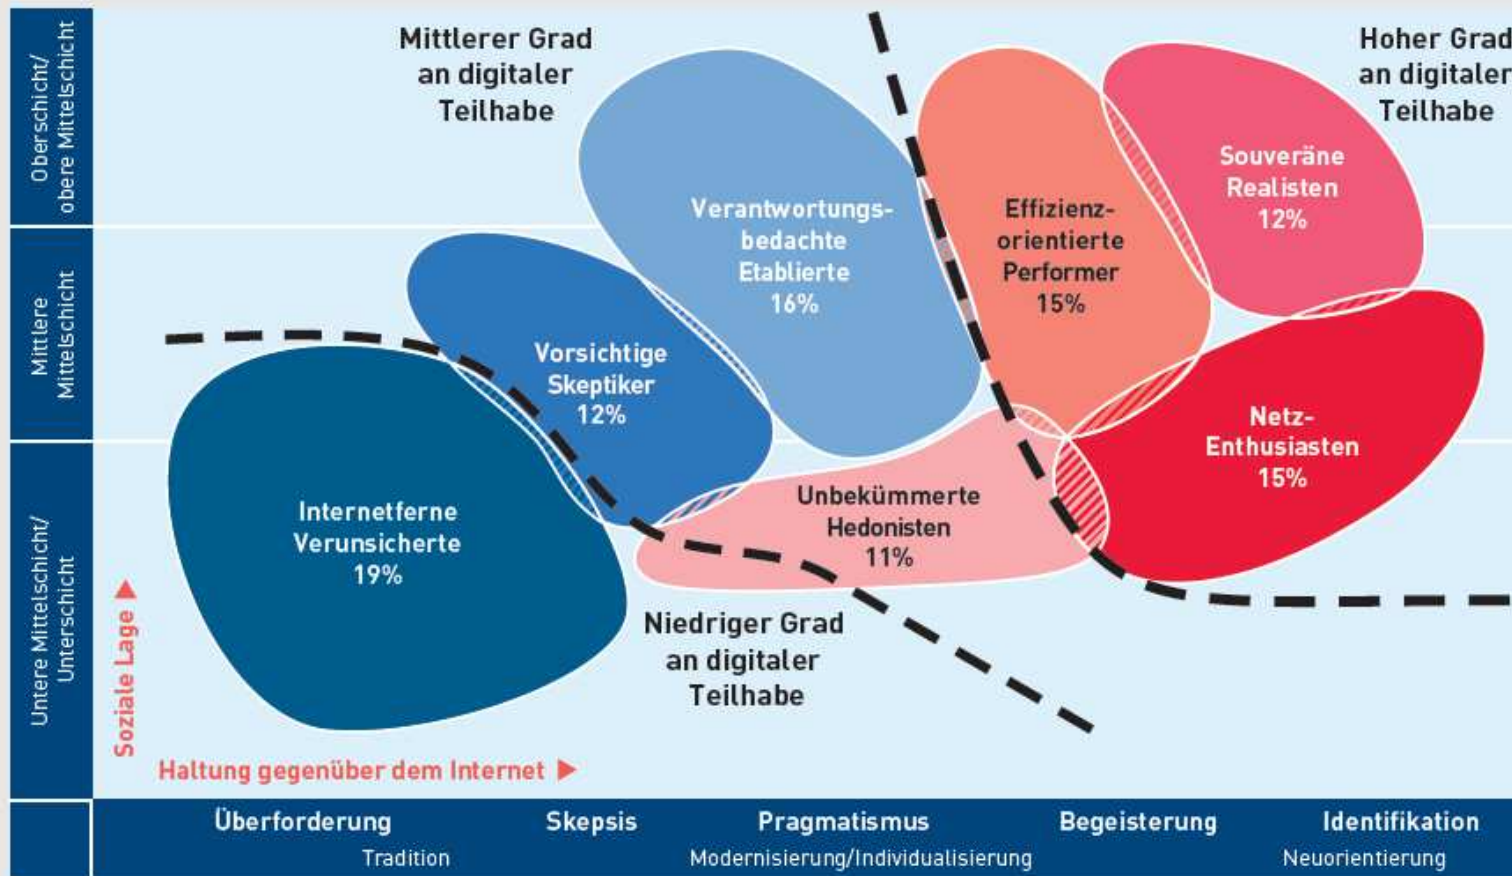 Oberschicht/
obere Mittelschicht
Mittlere
Mittelschicht
Untere Mittelschicht/
Unterschicht
Soziale Lage
Mittlerer Grad
an digitaler
Teilhabe
Hoher Grad
an digitaler
Teilhabe
Souveräne
Realisten
12%
Verantwortungs-
bedachte
Etablierte
16%
Effizienz-
orientierte
Performer
15%
Vorsichtige
Skeptiker
12%
Netz-
Enthusiasten
15%
Internetferne
Verunsicherte
19%
Unbekümmerte
Hedonisten
11%
Niedriger Grad
an digitaler
Teilhabe
Haltung gegenüber dem Internet
Überforderung
Skepsis
Pragmatismus
Begeisterung
Identifikation
Tradition
Modernisierung/Individualisierung
Neuorientierung